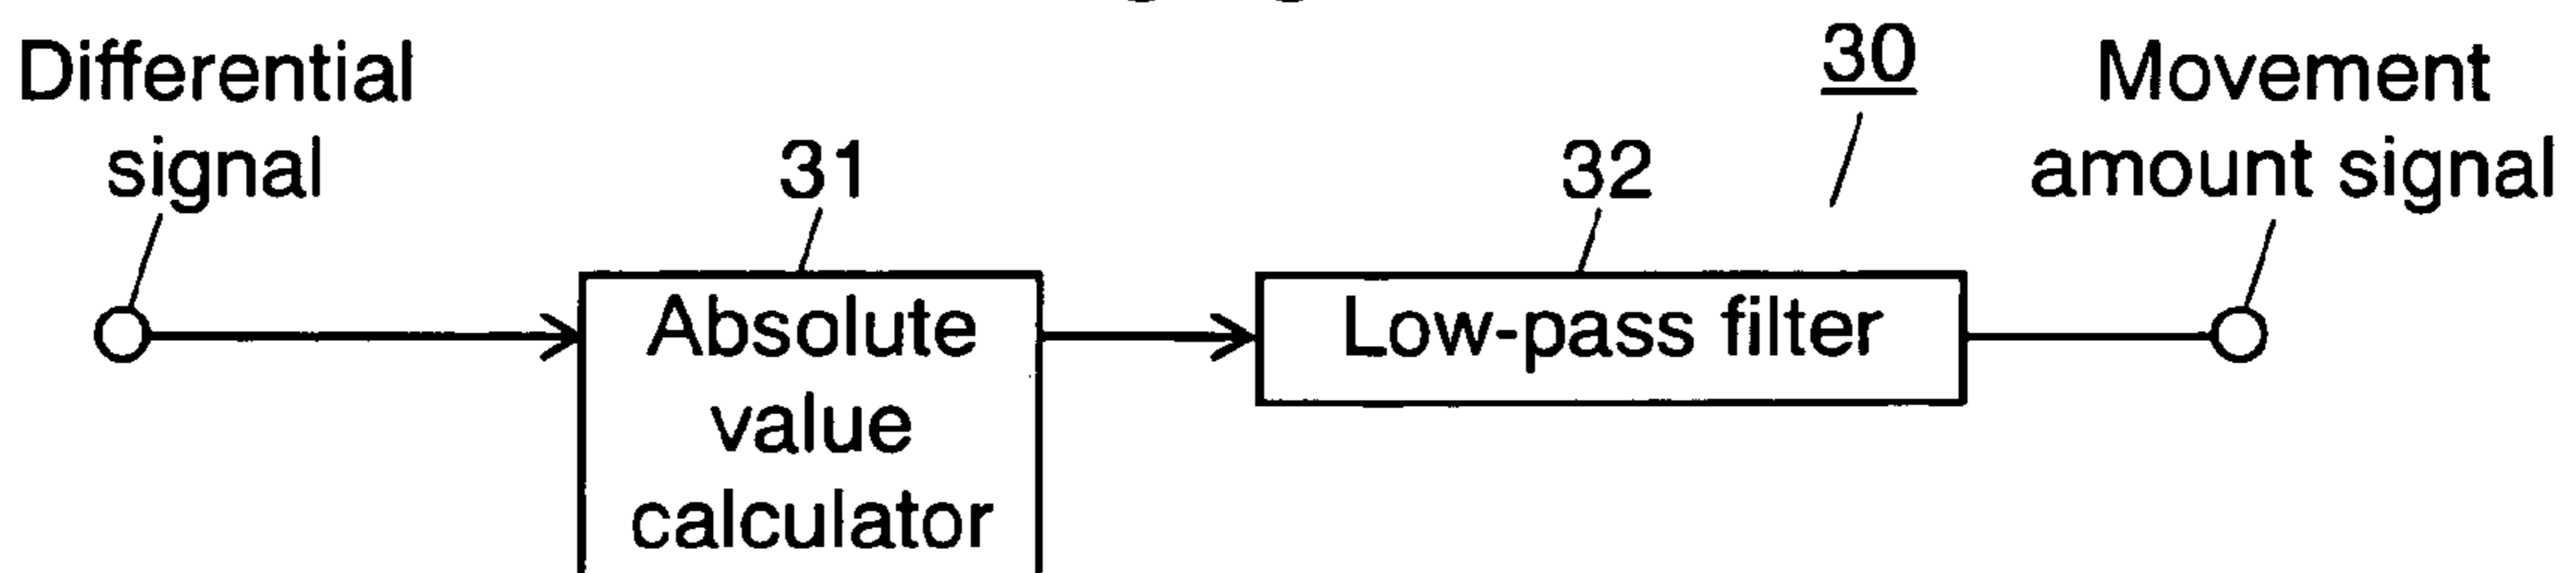 Differential
signal
31
32
30
Movement
amount signal
Absolute
value
calculator
Low-pass filter